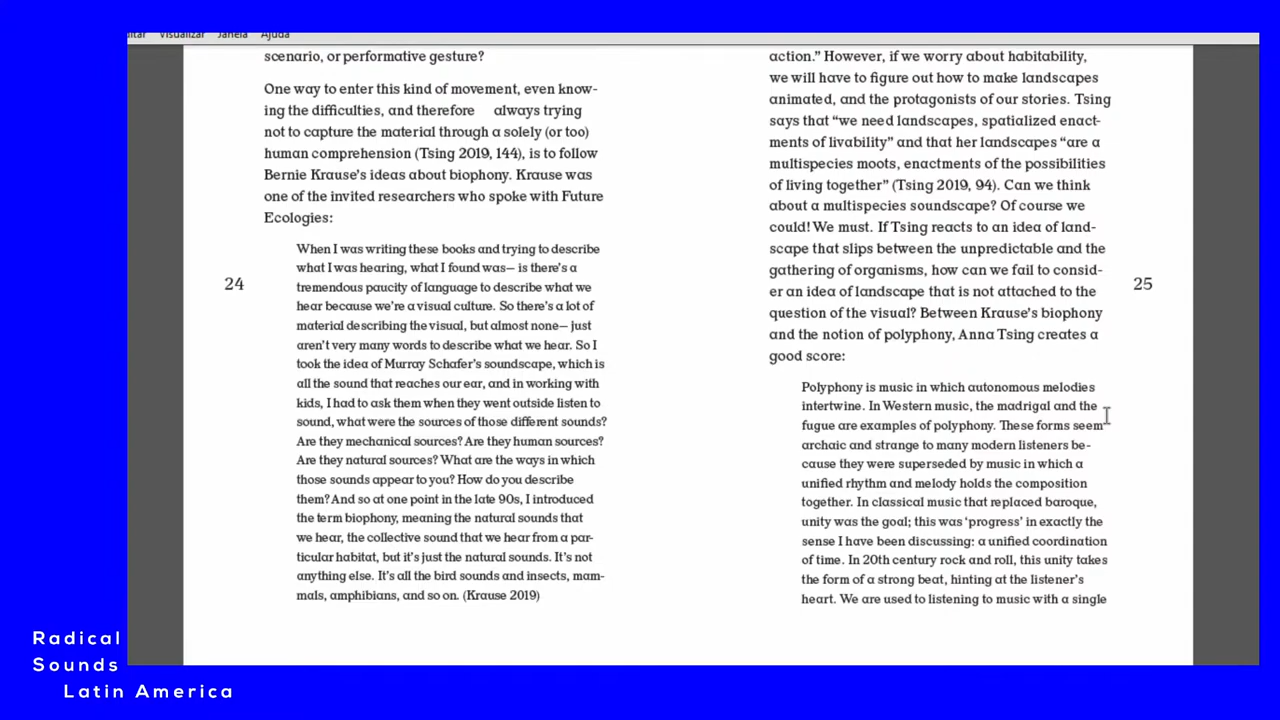 itar Visualizar Janela Ajuda
scenario, or performative gesture?
One way to enter this kind of movement, even know-
ing the difficulties, and therefore always trying
not to capture the material through a solely (or too)
human comprehension (Tsing 2019, 144), is to follow
Bernie Krause's ideas about biophony. Krause was
one of the invited researchers who spoke with Future
Ecologies:
When I was writing these books and trying to describe
what I was hearing, what I found was— is there's a
tremendous paucity of language to describe what we
hear because we're a visual culture. So there's a lot of
material describing the visual, but almost none— just
aren't very many words to describe what we hear. So I
took the idea of Murray Schafer's soundscape, which is
all the sound that reaches our ear, and in working with
kids, I had to ask them when they went outside listen to
sound, what were the sources of those different sounds?
Are they mechanical sources? Are they human sources?
Are they natural sources? What are the ways in which
those sounds appear to you? How do you describe
them? And so at one point in the late 90s, I introduced
the term biophony, meaning the natural sounds that
we hear, the collective sound that we hear from a par-
ticular habitat, but it's just the natural sounds. It's not
anything else. It's all the bird sounds and insects, mam-
mals, amphibians, and so on. (Krause 2019)
24
action.” However, if we worry about habitability,
we will have to figure out how to make landscapes
animated, and the protagonists of our stories. Tsing
says that “we need landscapes, spatialized enact-
ments of livability” and that her landscapes “are a
multispecies moots, enactments of the possibilities
of living together” (Tsing 2019, 94). Can we think
about a multispecies soundscape? Of course we
could! We must. If Tsing reacts to an idea of land-
scape that slips between the unpredictable and the
gathering of organisms, how can we fail to consid-
er an idea of landscape that is not attached to the
question of the visual? Between Krause's biophony
and the notion of polyphony, Anna Tsing creates a
good score:
Polyphony is music in which autonomous melodies
intertwine. In Western music, the madrigal and the
fugue are examples of polyphony. These forms seem
archaic and strange to many modern listeners be-
cause they were superseded by music in which a
unified rhythm and melody holds the composition
together. In classical music that replaced baroque,
unity was the goal; this was ‘progress’ in exactly the
sense I have been discussing: a unified coordination
of time. In 20th century rock and roll, this unity takes
the form of a strong beat, hinting at the listener's
heart. We are used to listening to music with a single
25
Radical
Sounds
Latin America